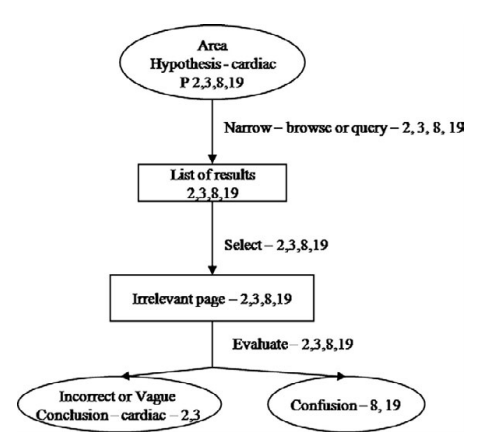 Area
Hypothesis - cardiac
P 2,3,8,19
Narrow – browse or query – 2, 3, 8, 19
List of results
2,3,8,19
Select – 2,3,8,19
Irrelevant page – 2,3,8,19
Evaluate – 2,3,8,19
Incorrect or Vague
Conclusion – cardiac – 2,3
Confusion – 8, 19